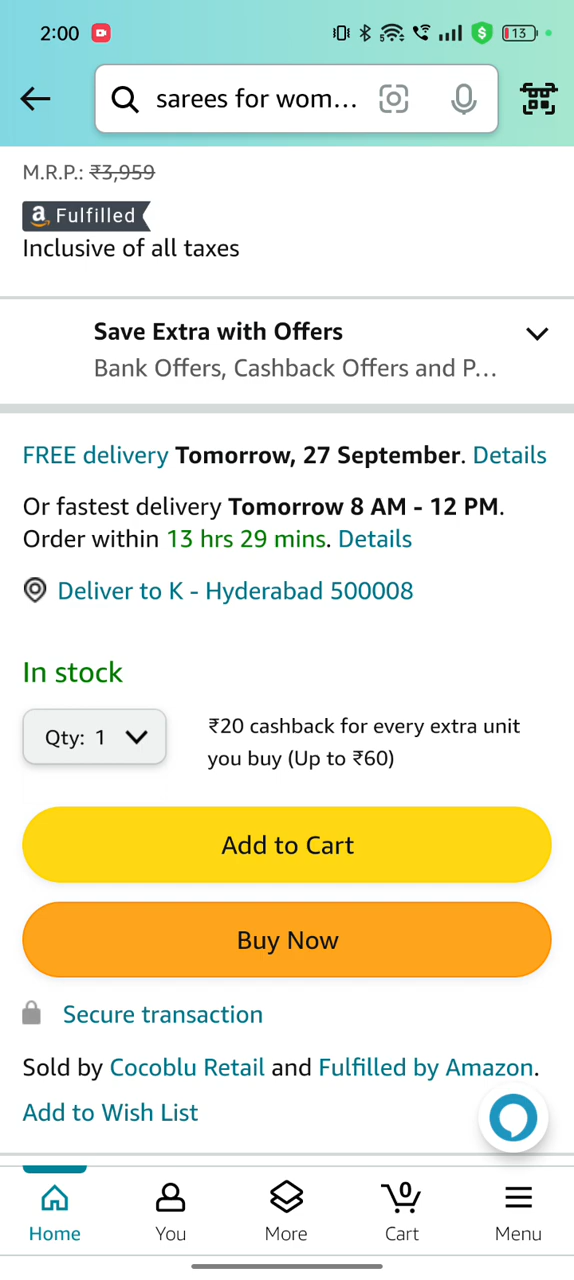 2:00 13
sarees for wom...
M.R.P.: ₹3,959
a Fulfilled
Inclusive of all taxes
Save Extra with Offers
Bank Offers, Cashback Offers and P...
FREE delivery Tomorrow, 27 September. Details
Or fastest delivery Tomorrow 8 AM - 12 PM.
Order within 13 hrs 29 mins. Details
Deliver to K - Hyderabad 500008
In stock
Qty: 1
₹20 cashback for every extra unit
you buy (Up to ₹60)
Add to Cart
Buy Now
Secure transaction
Sold by Cocoblu Retail and Fulfilled by Amazon.
Add to Wish List
0
Home You More Cart Menu